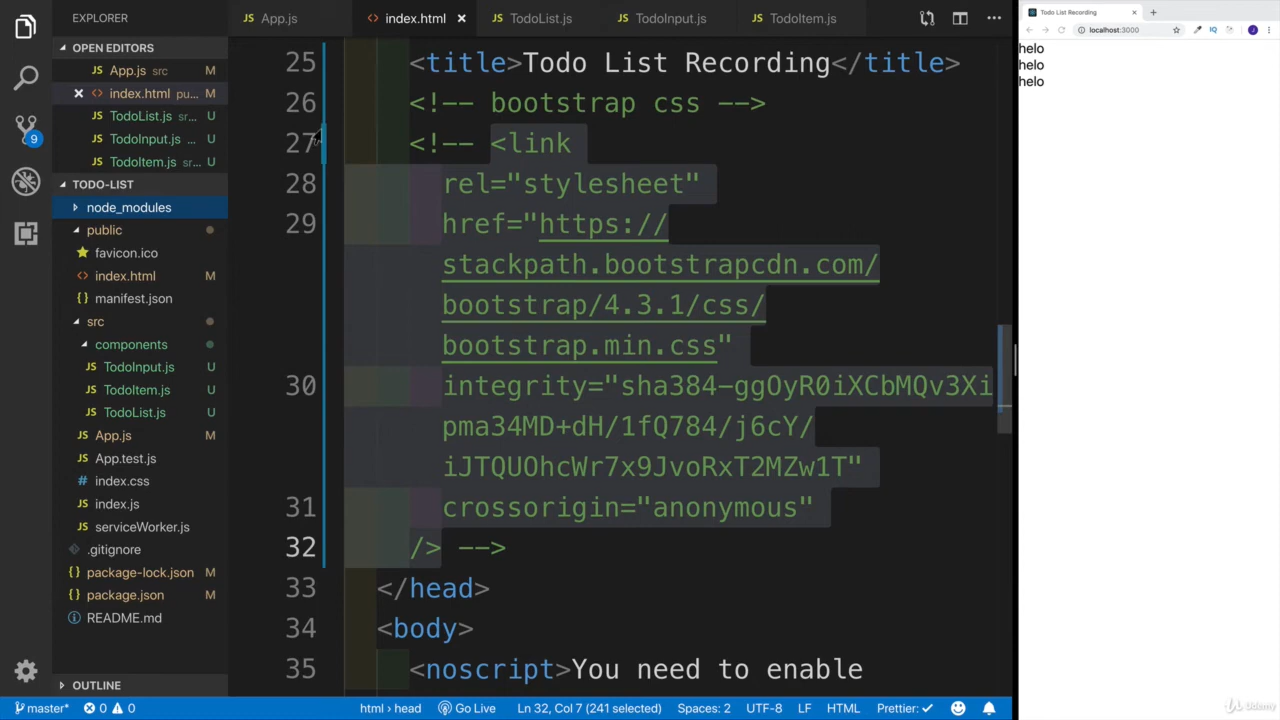 EXPLORER
OPEN EDITORS
App.js src M
index.html pu... M
TodoList.js sr... U
TodoInput.js ... U
TodoItem.js sr... U
TODO-LIST
node_modules
public
favicon.ico
index.html M
manifest.json
src
components
TodoInput.js U
TodoItem.js U
TodoList.js U
App.js M
App.test.js
index.css
index.js
serviceWorker.js
.gitignore
package-lock.json M
package.json M
README.md
OUTLINE
9
App.js
index.html
TodoList.js
TodoInput.js
TodoItem.js
25 <title>Todo List Recording</title>
26 <!-- bootstrap css -->
27 <!-- <link
28 rel="stylesheet"
29 href="https://
stackpath.bootstrapcdn.com/
bootstrap/4.3.1/css/
bootstrap.min.css"
30 integrity="sha384-ggOyR0iXCbMQv3Xi
pma34MD+dH/1fQ784/j6cY/
iJTQUOhcWr7x9JvoRxT2MZw1T"
31 crossorigin="anonymous"
32 /> -->
33 </head>
34 <body>
35 <noscript>You need to enable
master* 0 0 html > head Go Live Ln 32, Col 7 (241 selected) Spaces: 2 UTF-8 LF HTML Prettier:
Todo List Recording
localhost:3000
IQ
J
helo
helo
helo
Udemy